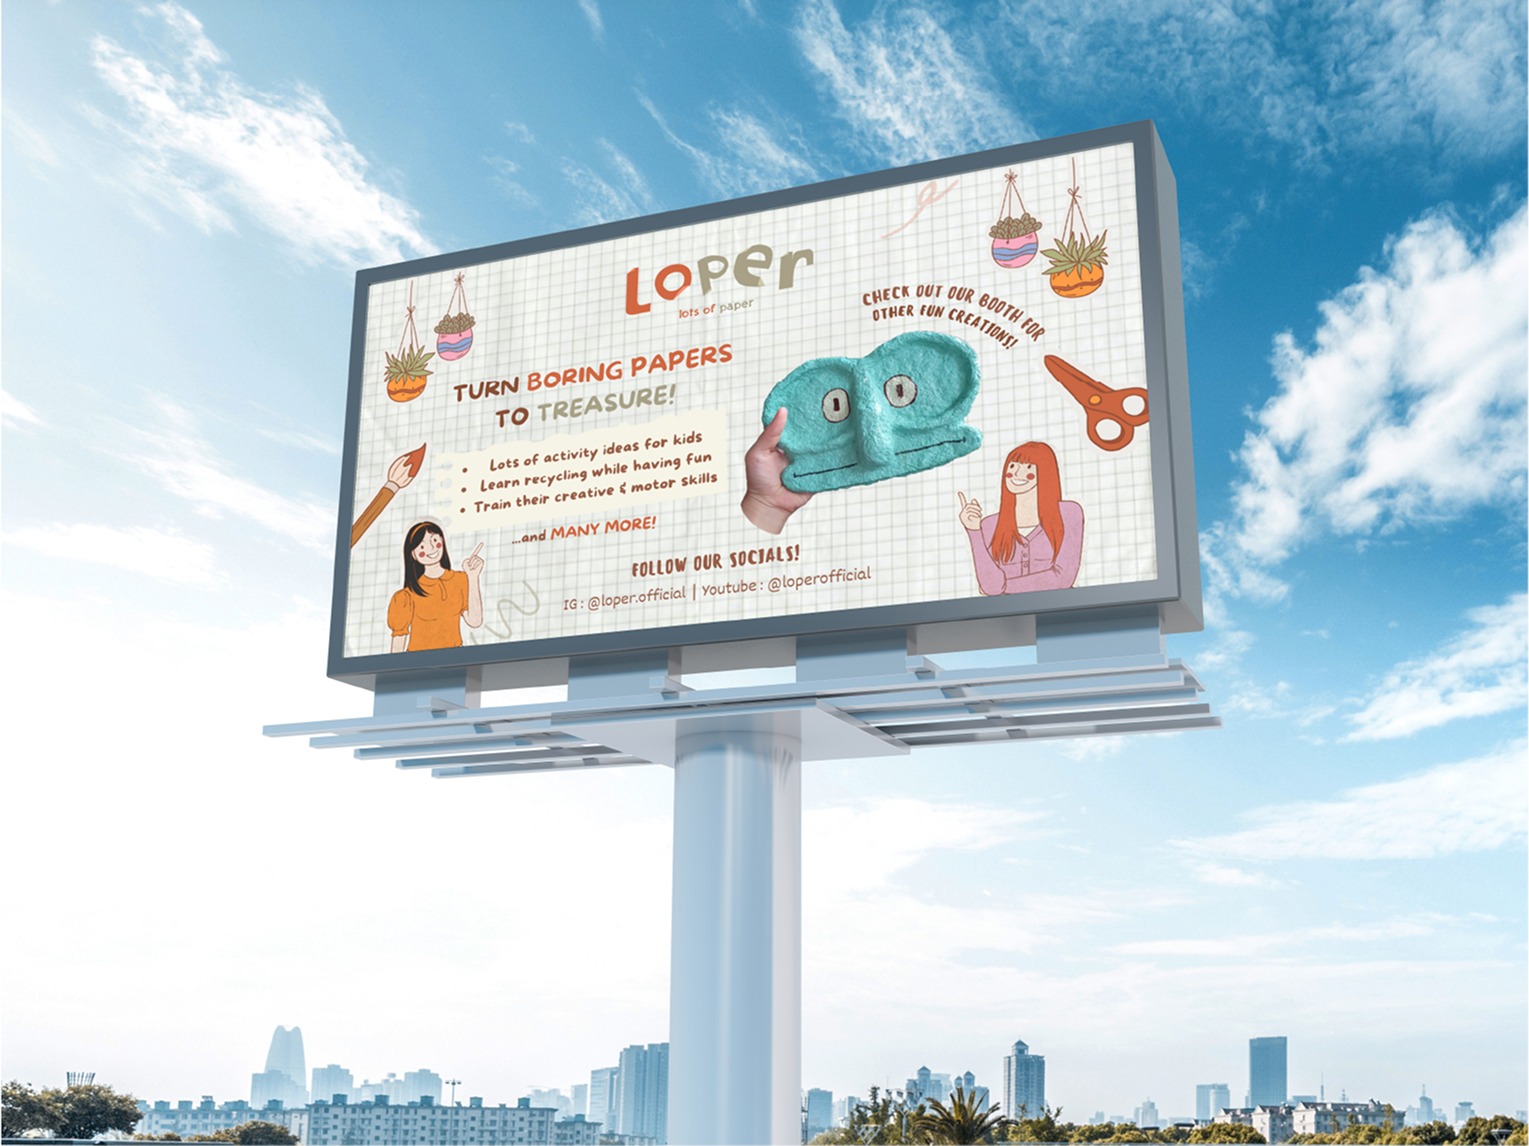 LOPer
lots of paper
CHECK OUT OUR BOOTH FOR
OTHER FUN CREATIONS!
TURN BORING PAPERS
TO TREASURE!
• Lots of activity ideas for kids
• Learn recycling while having fun
• Train their creative & motor skills
...and MANY MORE!
FOLLOW OUR SOCIALS!
IG : @loper.official | Youtube : @loperofficial